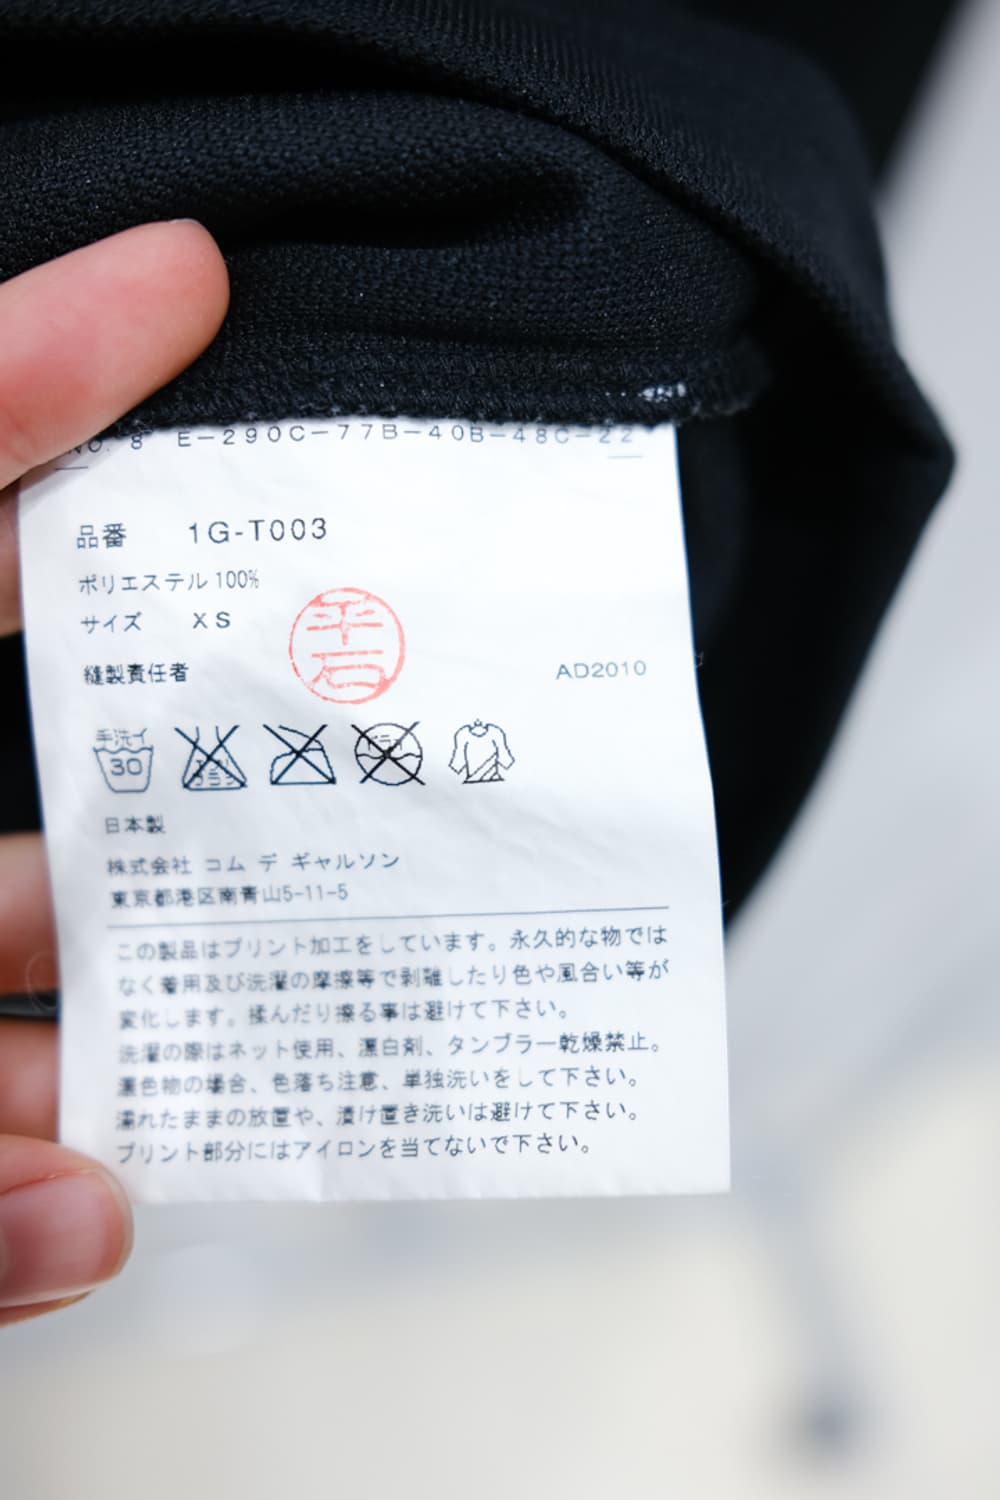 NO. 8 E-290C-77B-40B-48C-22
品番 1G-T003
ポリエステル 100%
サイズ XS
平石
縫製責任者
AD2010
手洗イ
30
エンソ
サラシ
ドライ
日本製
株式会社 コム デ ギャルソン
東京都港区南青山5-11-5
この製品はプリント加工をしています。永久的な物では
なく着用及び洗濯の摩擦等で剥離したり色や風合い等が
変化します。揉んだり擦る事は避けて下さい。
洗濯の際はネット使用、漂白剤、タンブラー乾燥禁止。
濃色物の場合、色落ち注意、単独洗いをして下さい。
濡れたままの放置や、漬け置き洗いは避けて下さい。
プリント部分にはアイロンを当てないで下さい。